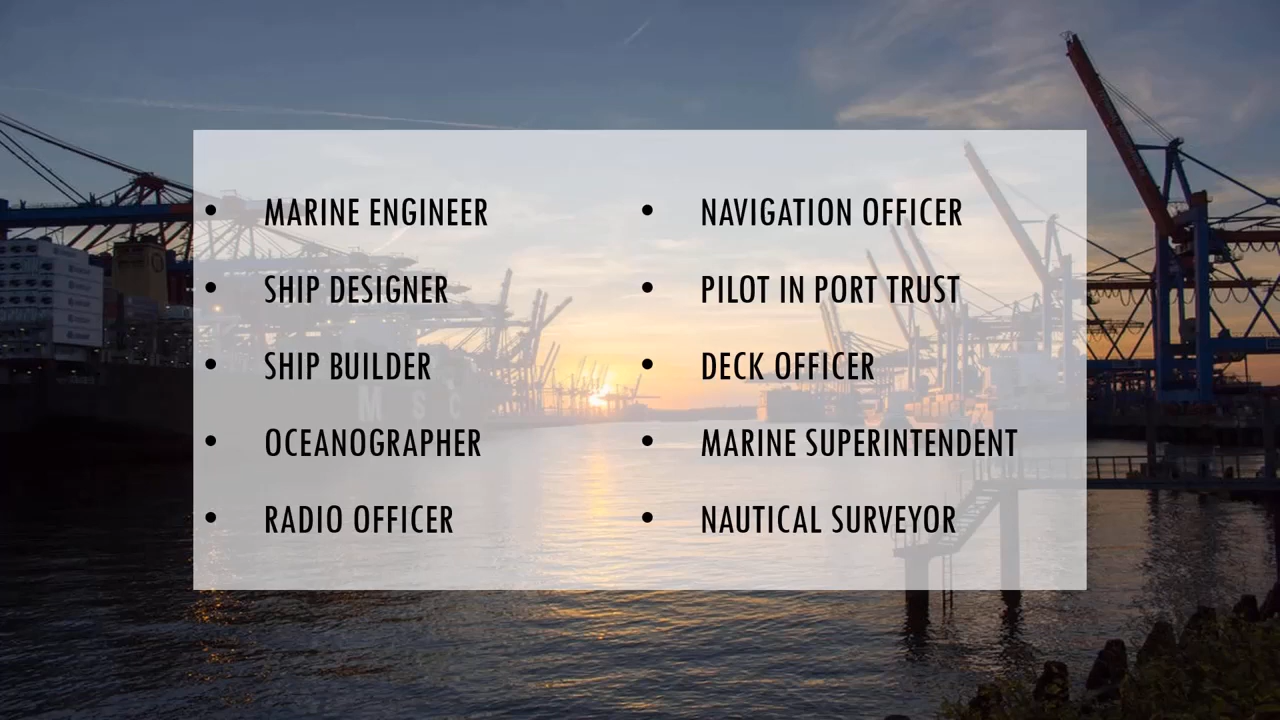 • MARINE ENGINEER
• SHIP DESIGNER
• SHIP BUILDER
• OCEANOGRAPHER
• RADIO OFFICER
• NAVIGATION OFFICER
• PILOT IN PORT TRUST
• DECK OFFICER
• MARINE SUPERINTENDENT
• NAUTICAL SURVEYOR
M S C